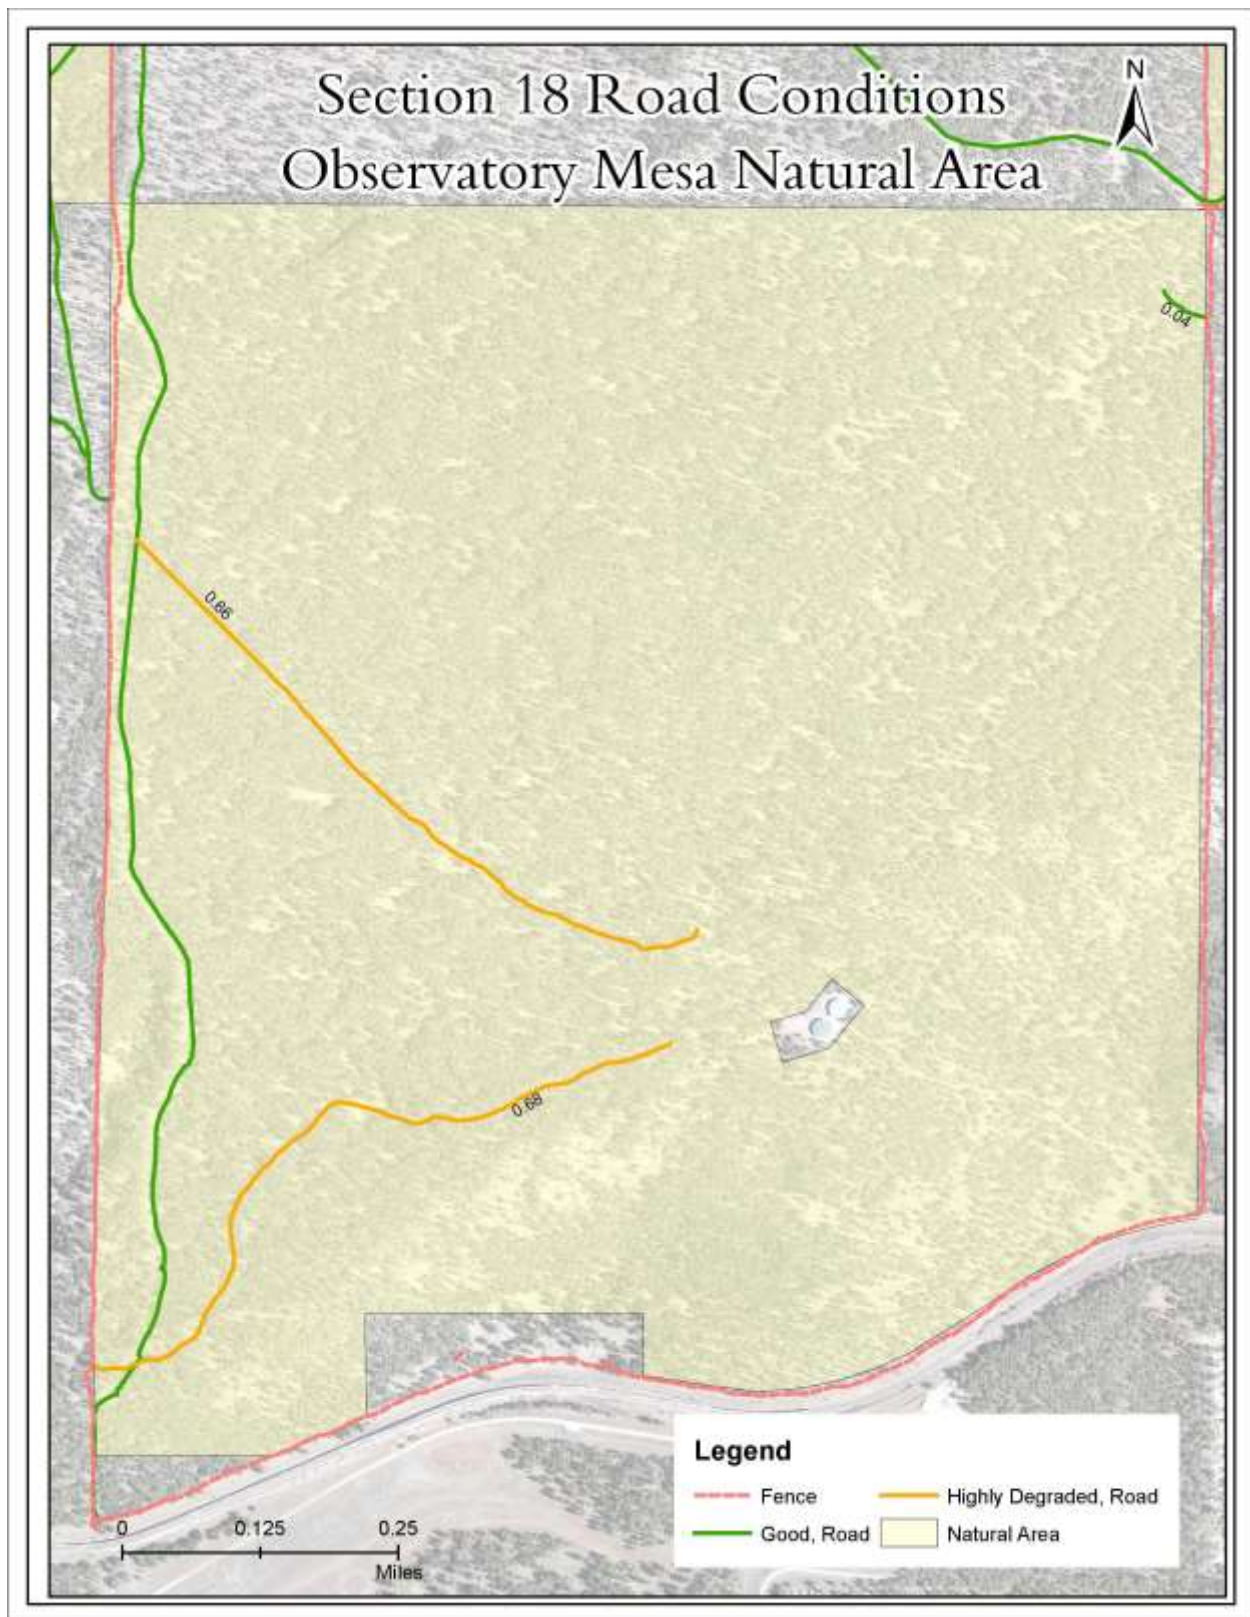 Section 18 Road Conditions
Observatory Mesa Natural Area
N
0.04
0.66
0.68
Legend
Fence
Highly Degraded, Road
Good, Road
Natural Area
0
0.125
0.25
Miles